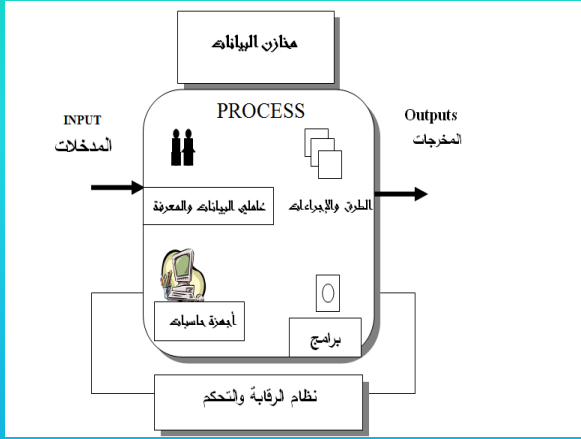 مخازن البيانات
PROCESS
INPUT
المدخلات
Outputs
المخرجات
عاملي البيانات والمعرفة
الطرق والإجراءات
أجهزة حاسبات
برامج
نظام الرقابة والتحكم